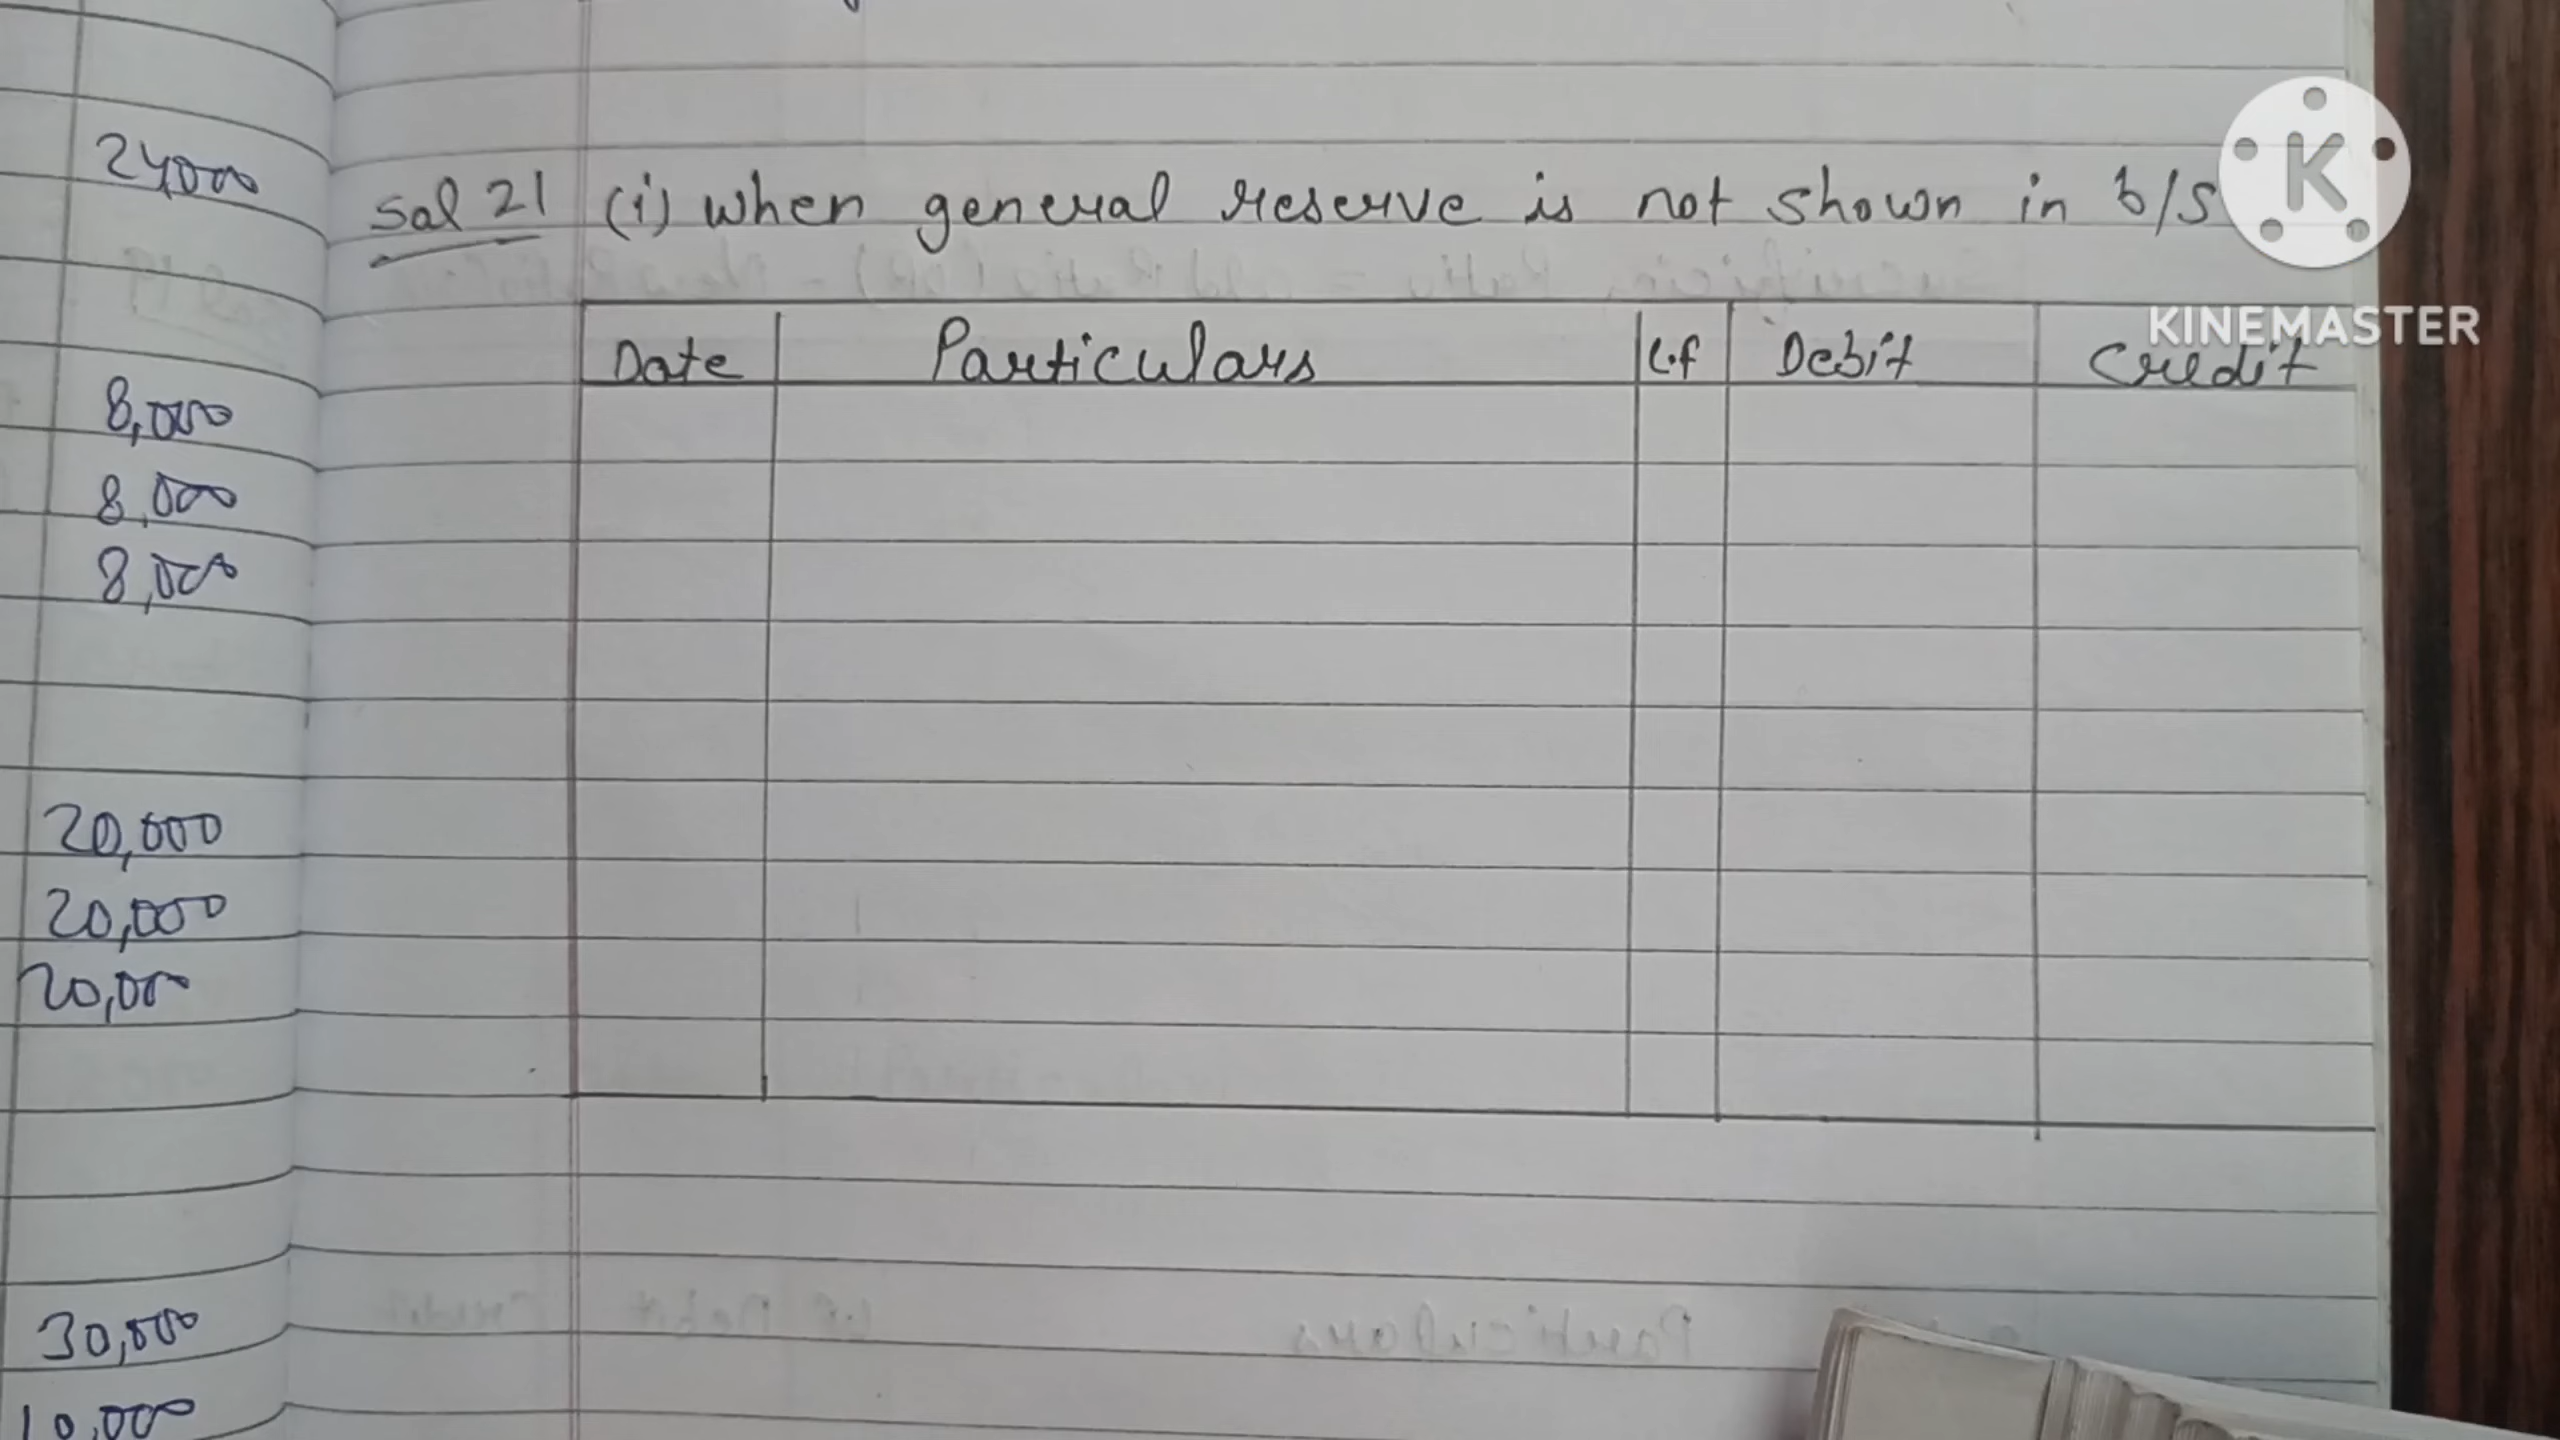 24000
8,000
8,000
8,000
20,000
20,000
20,000
30,000
10,000
Sol 21 (i) when general reserve is not shown in b/s
Date Particulars L.f Debit Credit
K
KINEMASTER